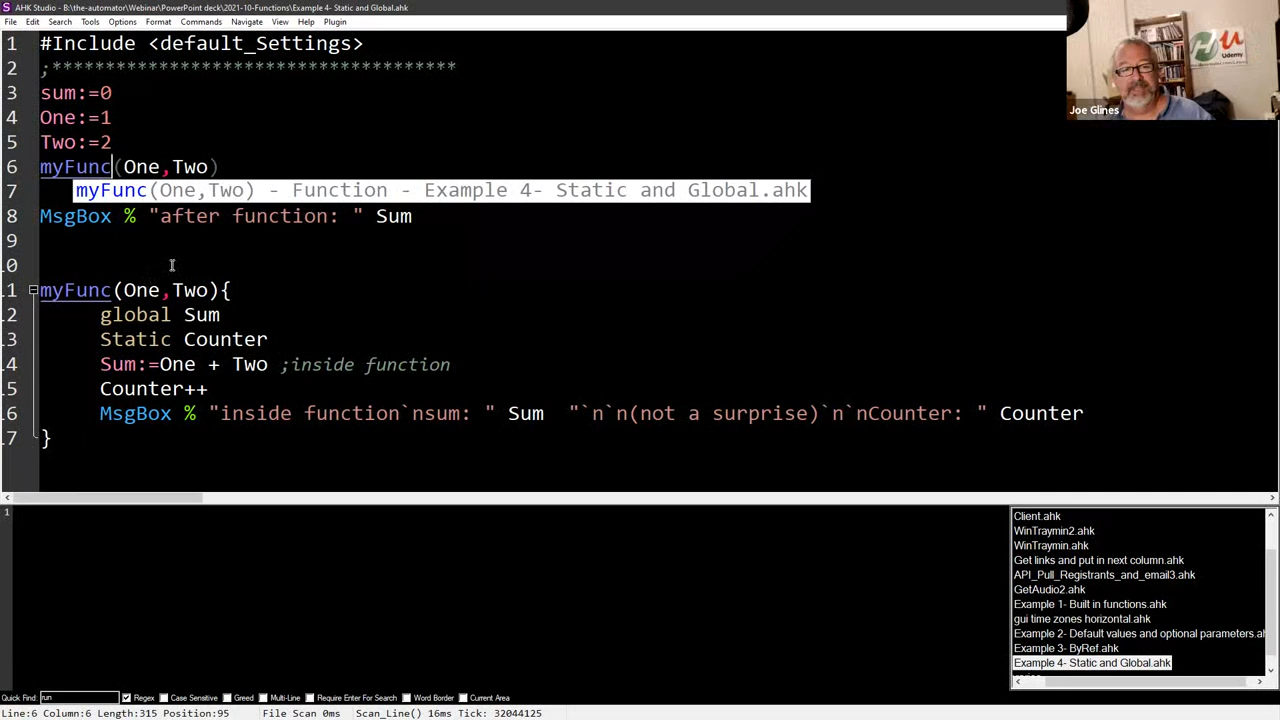 AHK Studio - B:\the-automator\Webinar\PowerPoint deck\2021-10-Functions\Example 4- Static and Global.ahk
File Edit Search Tools Options Format Commands Navigate View Help Plugin
1 #Include <default_Settings>
2 ;*************************************
3 sum:=0
4 One:=1
5 Two:=2
6 myFunc(One,Two)
7 myFunc(One,Two) - Function - Example 4- Static and Global.ahk
8 MsgBox % "after function: " Sum
9
0
1 myFunc(One,Two){
2 global Sum
3 Static Counter
4 Sum:=One + Two ;inside function
5 Counter++
6 MsgBox % "inside function`nsum: " Sum "`n`n(not a surprise)`n`nCounter: " Counter
7 }
Joe Glines
Udemy
1
Client.ahk
WinTraymin2.ahk
WinTraymin.ahk
Get links and put in next column.ahk
API_Pull_Registrants_and_email3.ahk
GetAudio2.ahk
Example 1- Built in functions.ahk
gui time zones horizontal.ahk
Example 2- Default values and optional parameters.ah
Example 3- ByRef.ahk
Example 4- Static and Global.ahk
Quick Find: run Regex Case Sensitive Greed Multi-Line Require Enter For Search Word Border Current Area
Line:6 Column:6 Length:315 Position:95 File Scan 0ms Scan_Line() 16ms Tick: 32044125